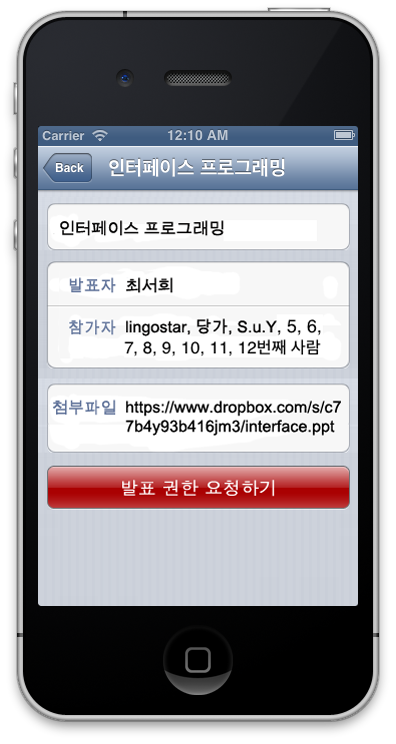 Carrier 12:10 AM
Back 인터페이스 프로그래밍
인터페이스 프로그래밍
발표자 최서희
참가자 lingostar, 당가, S.u.Y, 5, 6,
7, 8, 9, 10, 11, 12번째 사람
첨부파일 https://www.dropbox.com/s/c7
7b4y93b416jm3/interface.ppt
발표 권한 요청하기